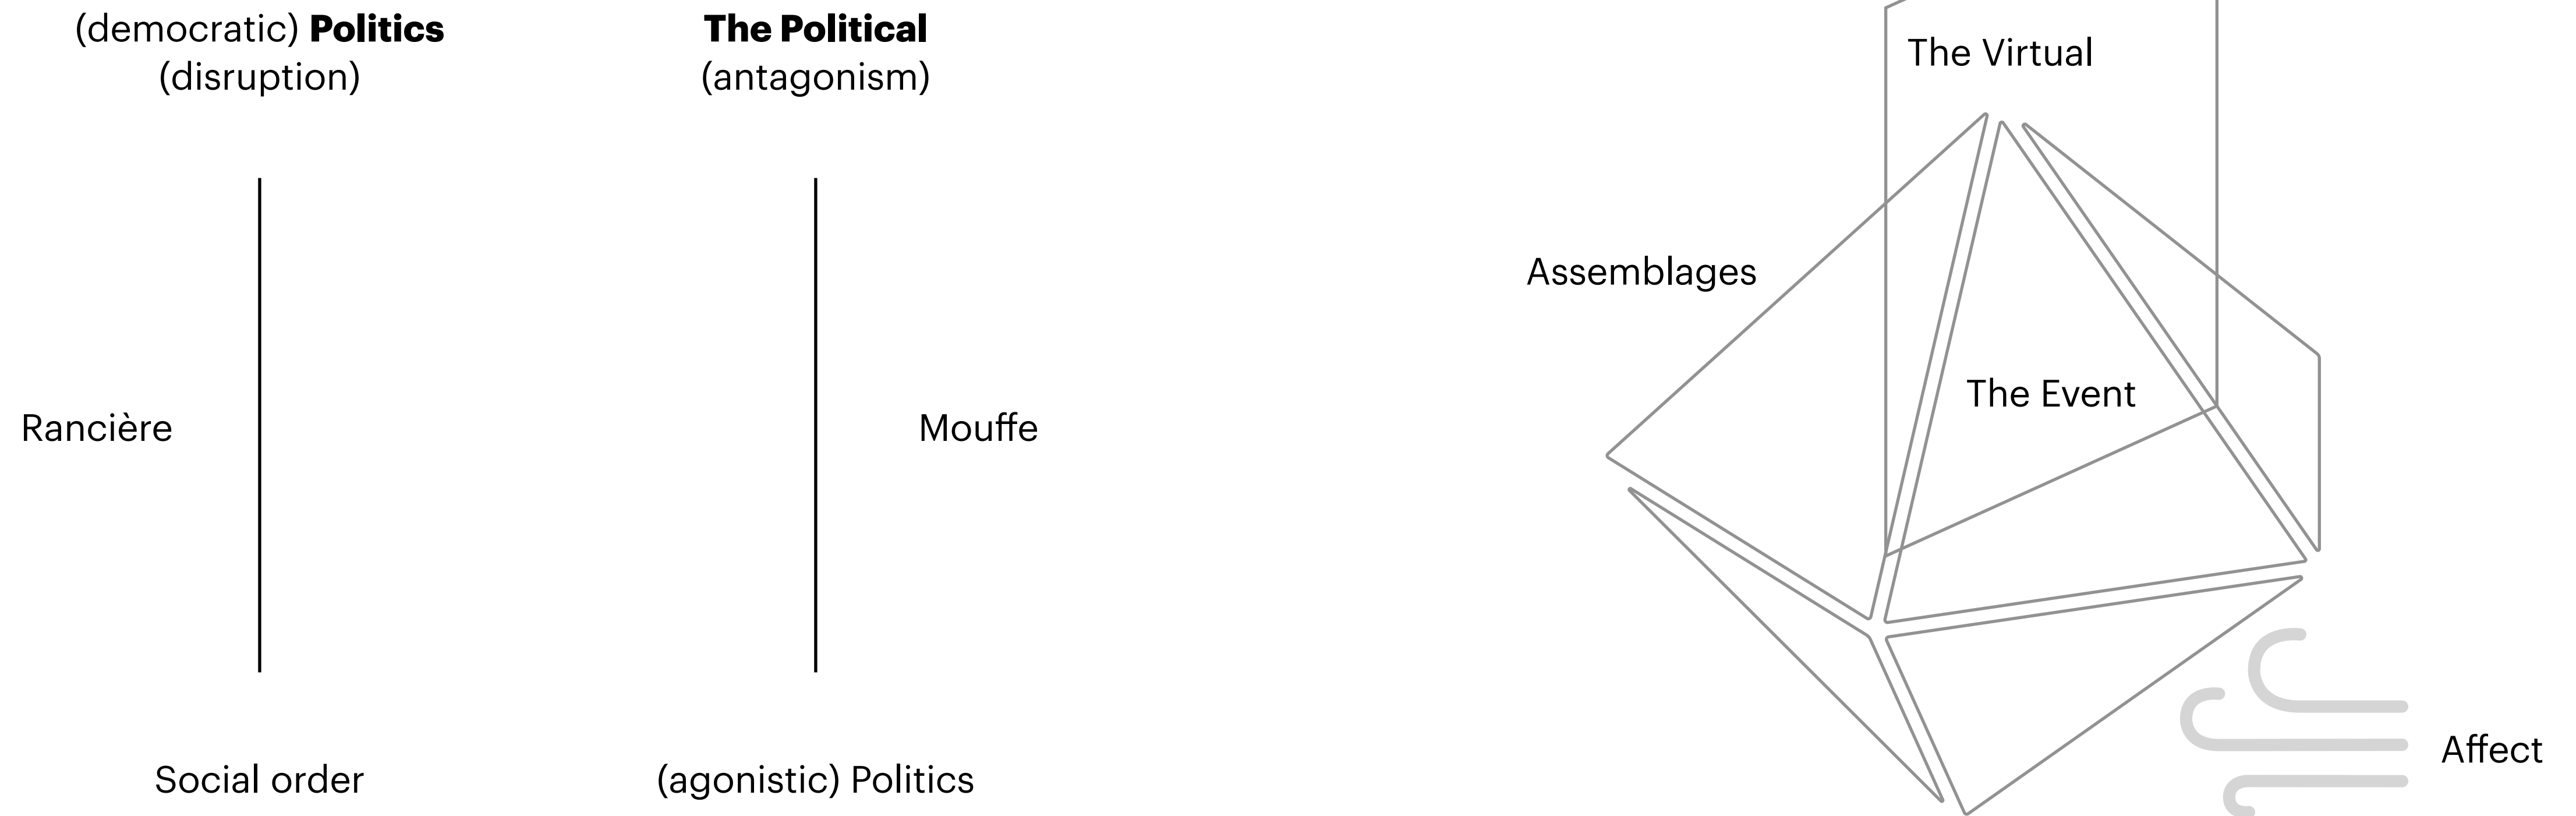 (democratic) Politics
(disruption)
Rancière
Social order
The Political
(antagonism)
Mouffe
(agonistic) Politics
The Virtual
Assemblages
The Event
Affect